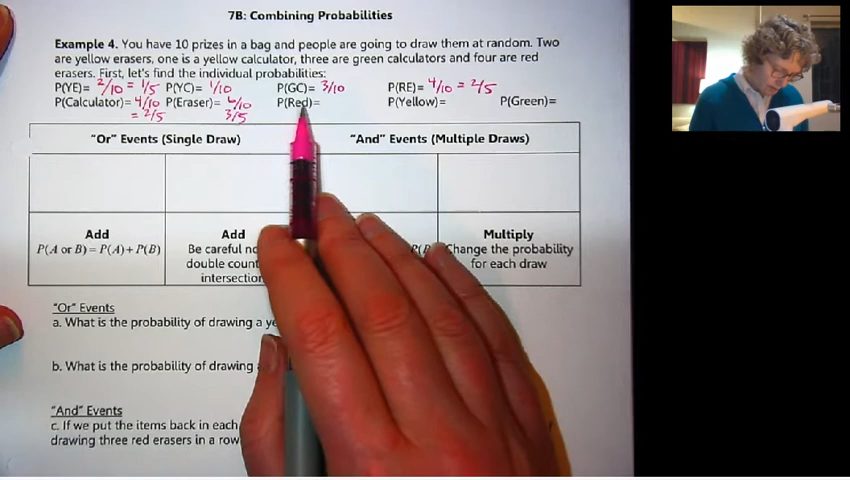 7B: Combining Probabilities
Example 4. You have 10 prizes in a bag and people are going to draw them at random. Two
are yellow erasers, one is a yellow calculator, three are green calculators and four are red
erasers. First, let's find the individual probabilities:
P(YE)= 2/10 = 1/5 P(YC)= 1/10 P(GC)= 3/10 P(RE)= 4/10 = 2/5
P(Calculator)= 4/10 P(Eraser)= 6/10 P(Red)= P(Yellow)= P(Green)=
= 2/5 3/5
"Or" Events (Single Draw) "And" Events (Multiple Draws)
Add Add Multiply
P(A or B) = P(A)+P(B) Be careful Change the probability
double count for each draw
"Or" Events
a. What is the probability of drawing a
b. What is the probability of drawing
"And" Events
c. If we put the items back in each
drawing three red erasers in a row